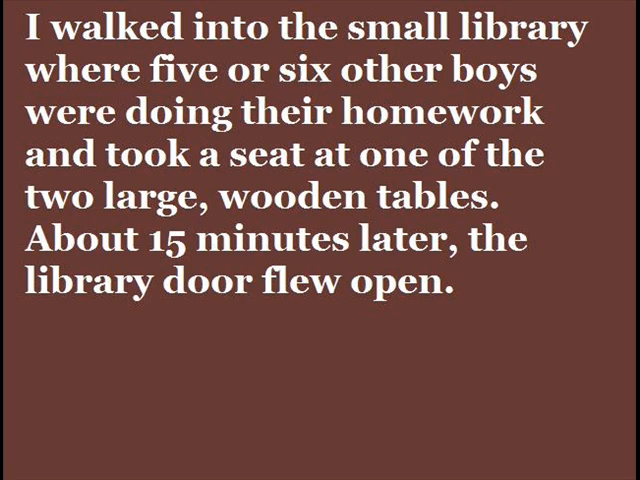 I walked into the small library
where five or six other boys
were doing their homework
and took a seat at one of the
two large, wooden tables.
About 15 minutes later, the
library door flew open.